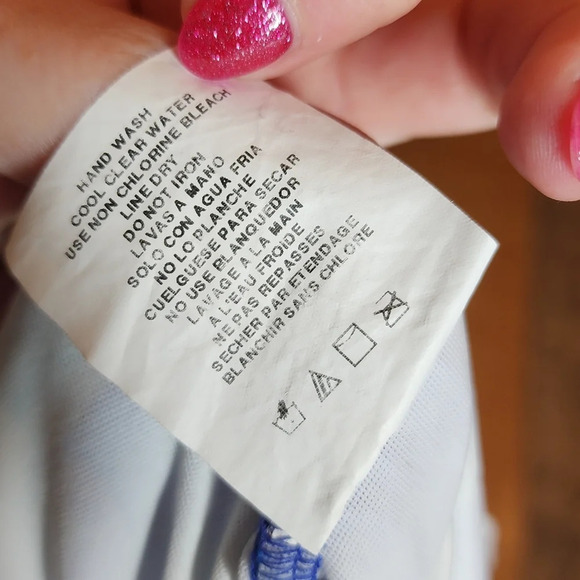 HAND WASH
COOL CLEAR WATER
USE NON CHLORINE BLEACH
LINE DRY
DO NOT IRON
LAVAS A MANO
SOLO CON AGUA FRIA
NO LO PLANCHE
CUELGUESE PARA SECAR
NO USE BLANQUEDOR
LAVAGE A LA MAIN
A L'EAU FROIDE
NE PAS REPASSES
SECHER PAR ETENDAGE
BLANCHIR SANS CHLORE